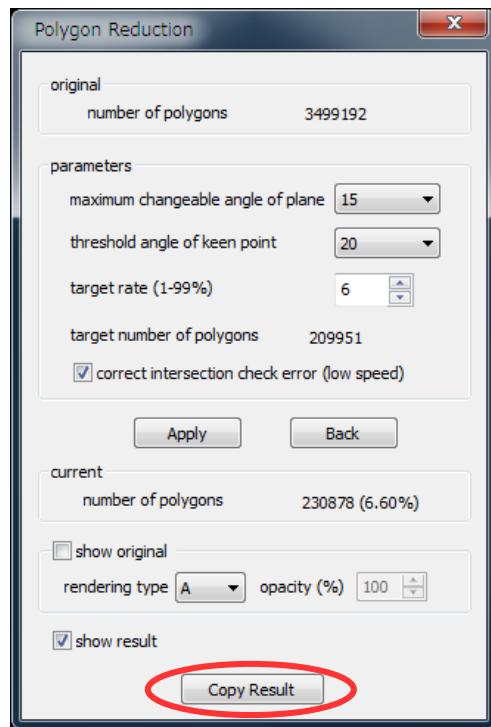 Polygon Reduction
original
number of polygons 3499192
parameters
maximum changeable angle of plane 15
threshold angle of keen point 20
target rate (1-99%) 6
target number of polygons 209951
correct intersection check error (low speed)
Apply Back
current
number of polygons 230878 (6.60%)
show original
rendering type A opacity (%) 100
show result
Copy Result